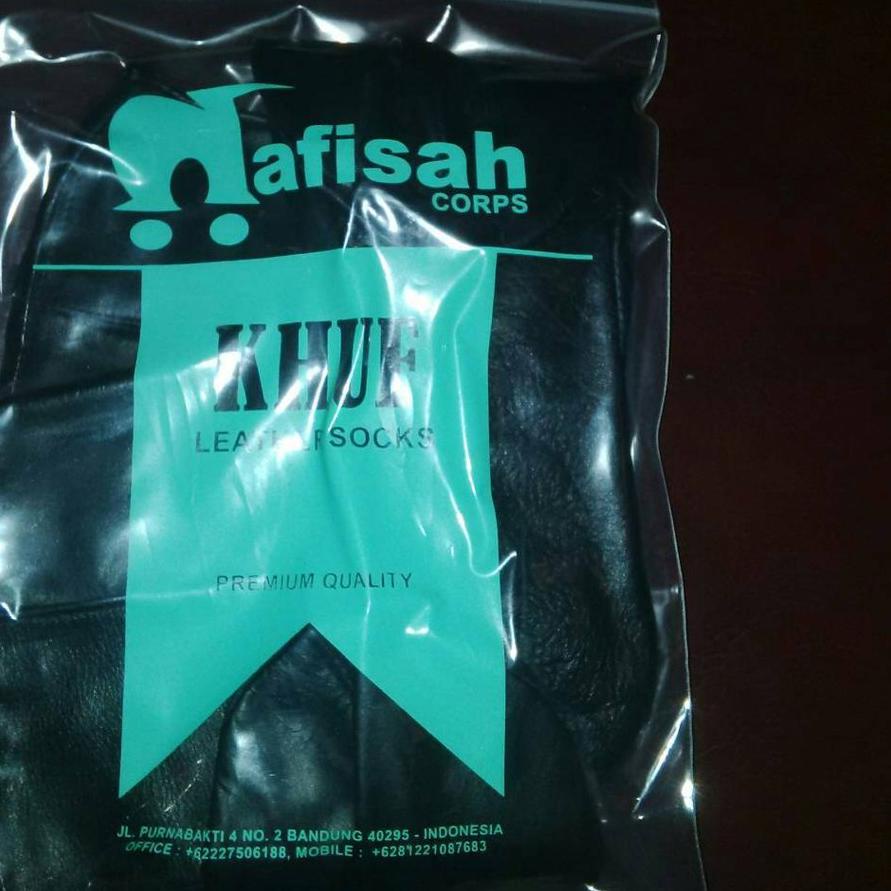 nafisah
CORPS
KHUF
LEATHERSOCKS
PREMIUM QUALITY
JL. PURNABAKTI 4 NO. 2 BANDUNG 40295 - INDONESIA
OFFICE : +62227506188, MOBILE : +6281221087683